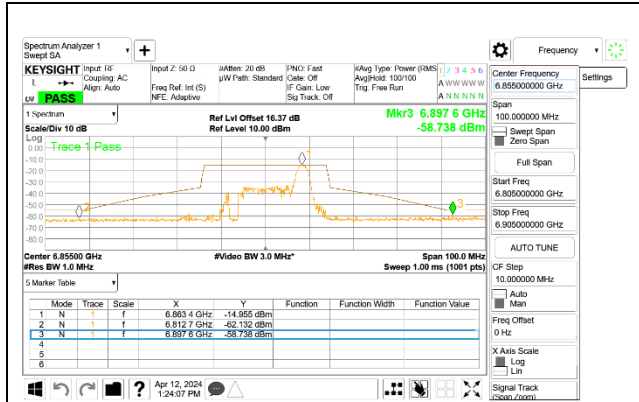 Spectrum Analyzer 1
Swept SA
Frequency
KEYSIGHT
Input: RF
Coupling: AC
Align: Auto
Input Z: 50 Ω
Freq Ref: Int (S)
NFE: Adaptive
#Atten: 20 dB
µW Path: Standard
PNO: Fast
Gate: Off
IF Gain: Low
Sig Track: Off
#Avg Type: Power (RMS
Avg|Hold: 100/100
Trig: Free Run
1 2 3 4 5 6
A W W W W W
A N N N N N
L
PASS
Center Frequency
6.855000000 GHz
Settings
Span
100.000000 MHz
Swept Span
Zero Span
Full Span
Start Freq
6.805000000 GHz
Stop Freq
6.905000000 GHz
AUTO TUNE
CF Step
10.000000 MHz
Auto
Man
Freq Offset
0 Hz
X Axis Scale
Log
Lin
Signal Track
(Span Zoom)
1 Spectrum
Scale/Div 10 dB
Ref Lvl Offset 16.37 dB
Ref Level 10.00 dBm
Mkr3 6.897 6 GHz
-58.738 dBm
Log
Trace 1 Pass
0.00
-10.0
-20.0
-30.0
-40.0
-50.0
-60.0
-70.0
-80.0
2
3
Center 6.85500 GHz
#Video BW 3.0 MHz*
Span 100.0 MHz
#Res BW 1.0 MHz
Sweep 1.00 ms (1001 pts)
5 Marker Table
Mode Trace Scale X Y Function Function Width Function Value
1 N 1 f 6.863 4 GHz -14.955 dBm
2 N 1 f 6.812 7 GHz -62.132 dBm
3 N 1 f 6.897 6 GHz -58.738 dBm
4
5
6
?
Apr 12, 2024
1:24:07 PM